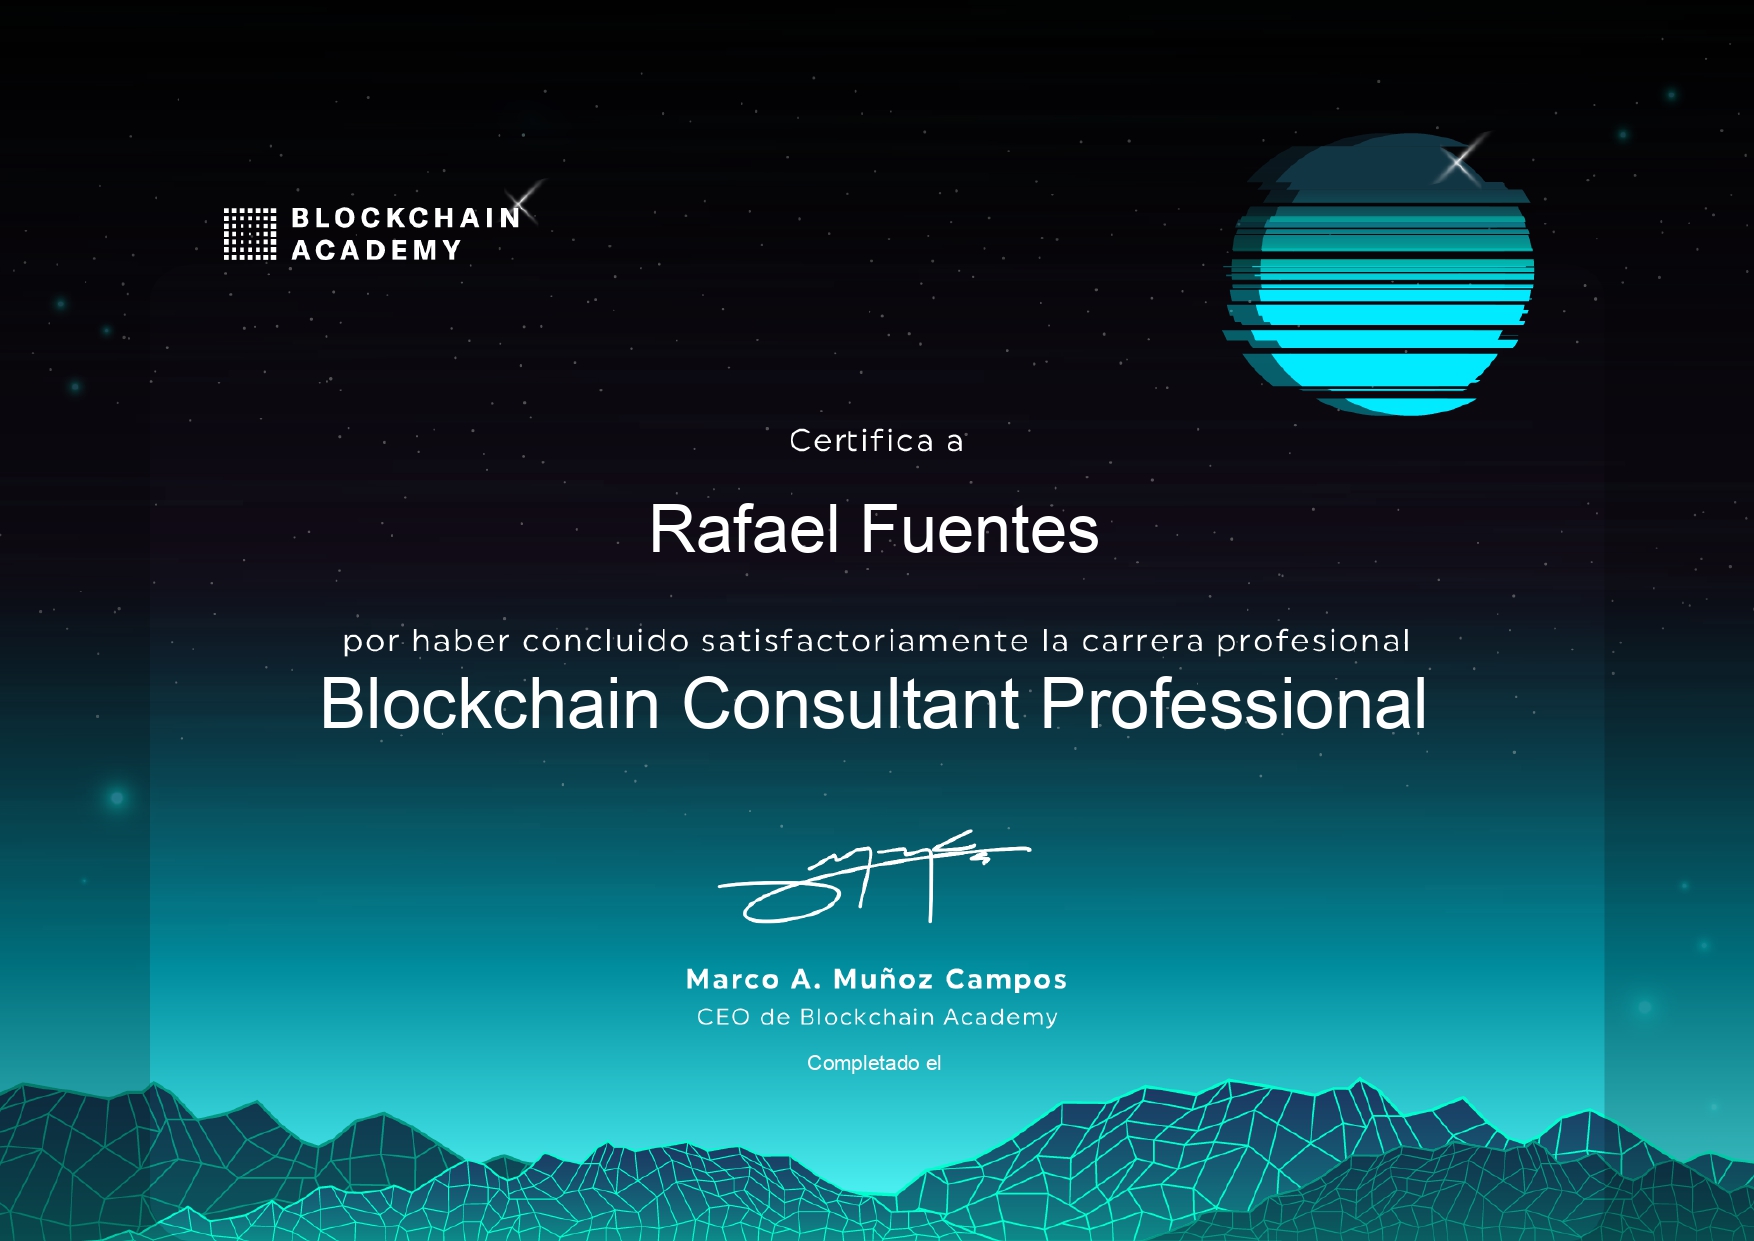 BLOCKCHAIN
ACADEMY
Certifica a
Rafael Fuentes
por haber concluido satisfactoriamente la carrera profesional
Blockchain Consultant Professional
Marco A. Muñoz Campos
CEO de Blockchain Academy
Completado el